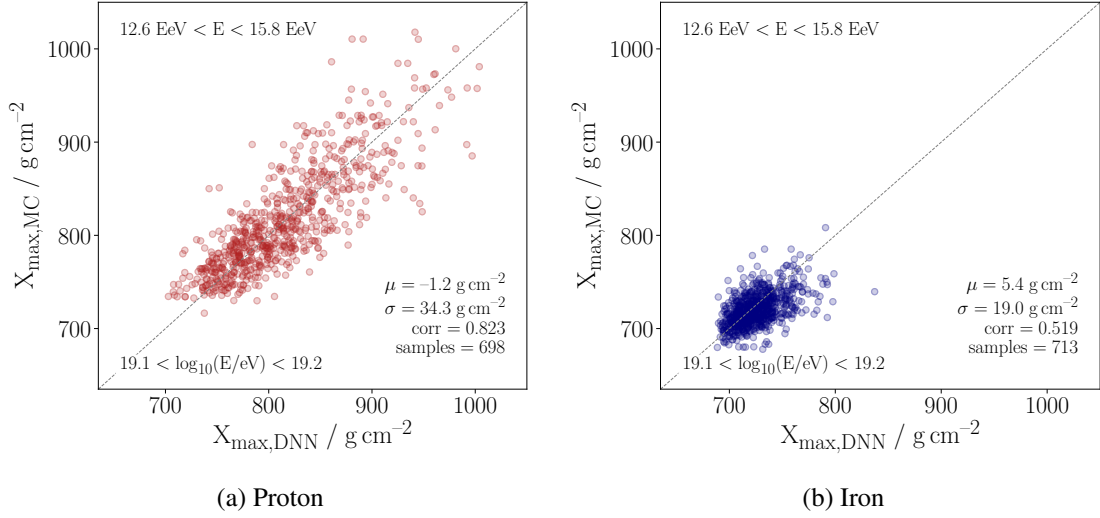 12.6 EeV < E < 15.8 EeV
1000
900
800
700
X_max,MC / g cm⁻²
μ = −1.2 g cm⁻²
σ = 34.3 g cm⁻²
corr = 0.823
samples = 698
19.1 < log₁₀(E/eV) < 19.2
700 800 900 1000
X_max,DNN / g cm⁻²
(a) Proton
12.6 EeV < E < 15.8 EeV
1000
900
800
700
X_max,MC / g cm⁻²
μ = 5.4 g cm⁻²
σ = 19.0 g cm⁻²
corr = 0.519
samples = 713
19.1 < log₁₀(E/eV) < 19.2
700 800 900 1000
X_max,DNN / g cm⁻²
(b) Iron